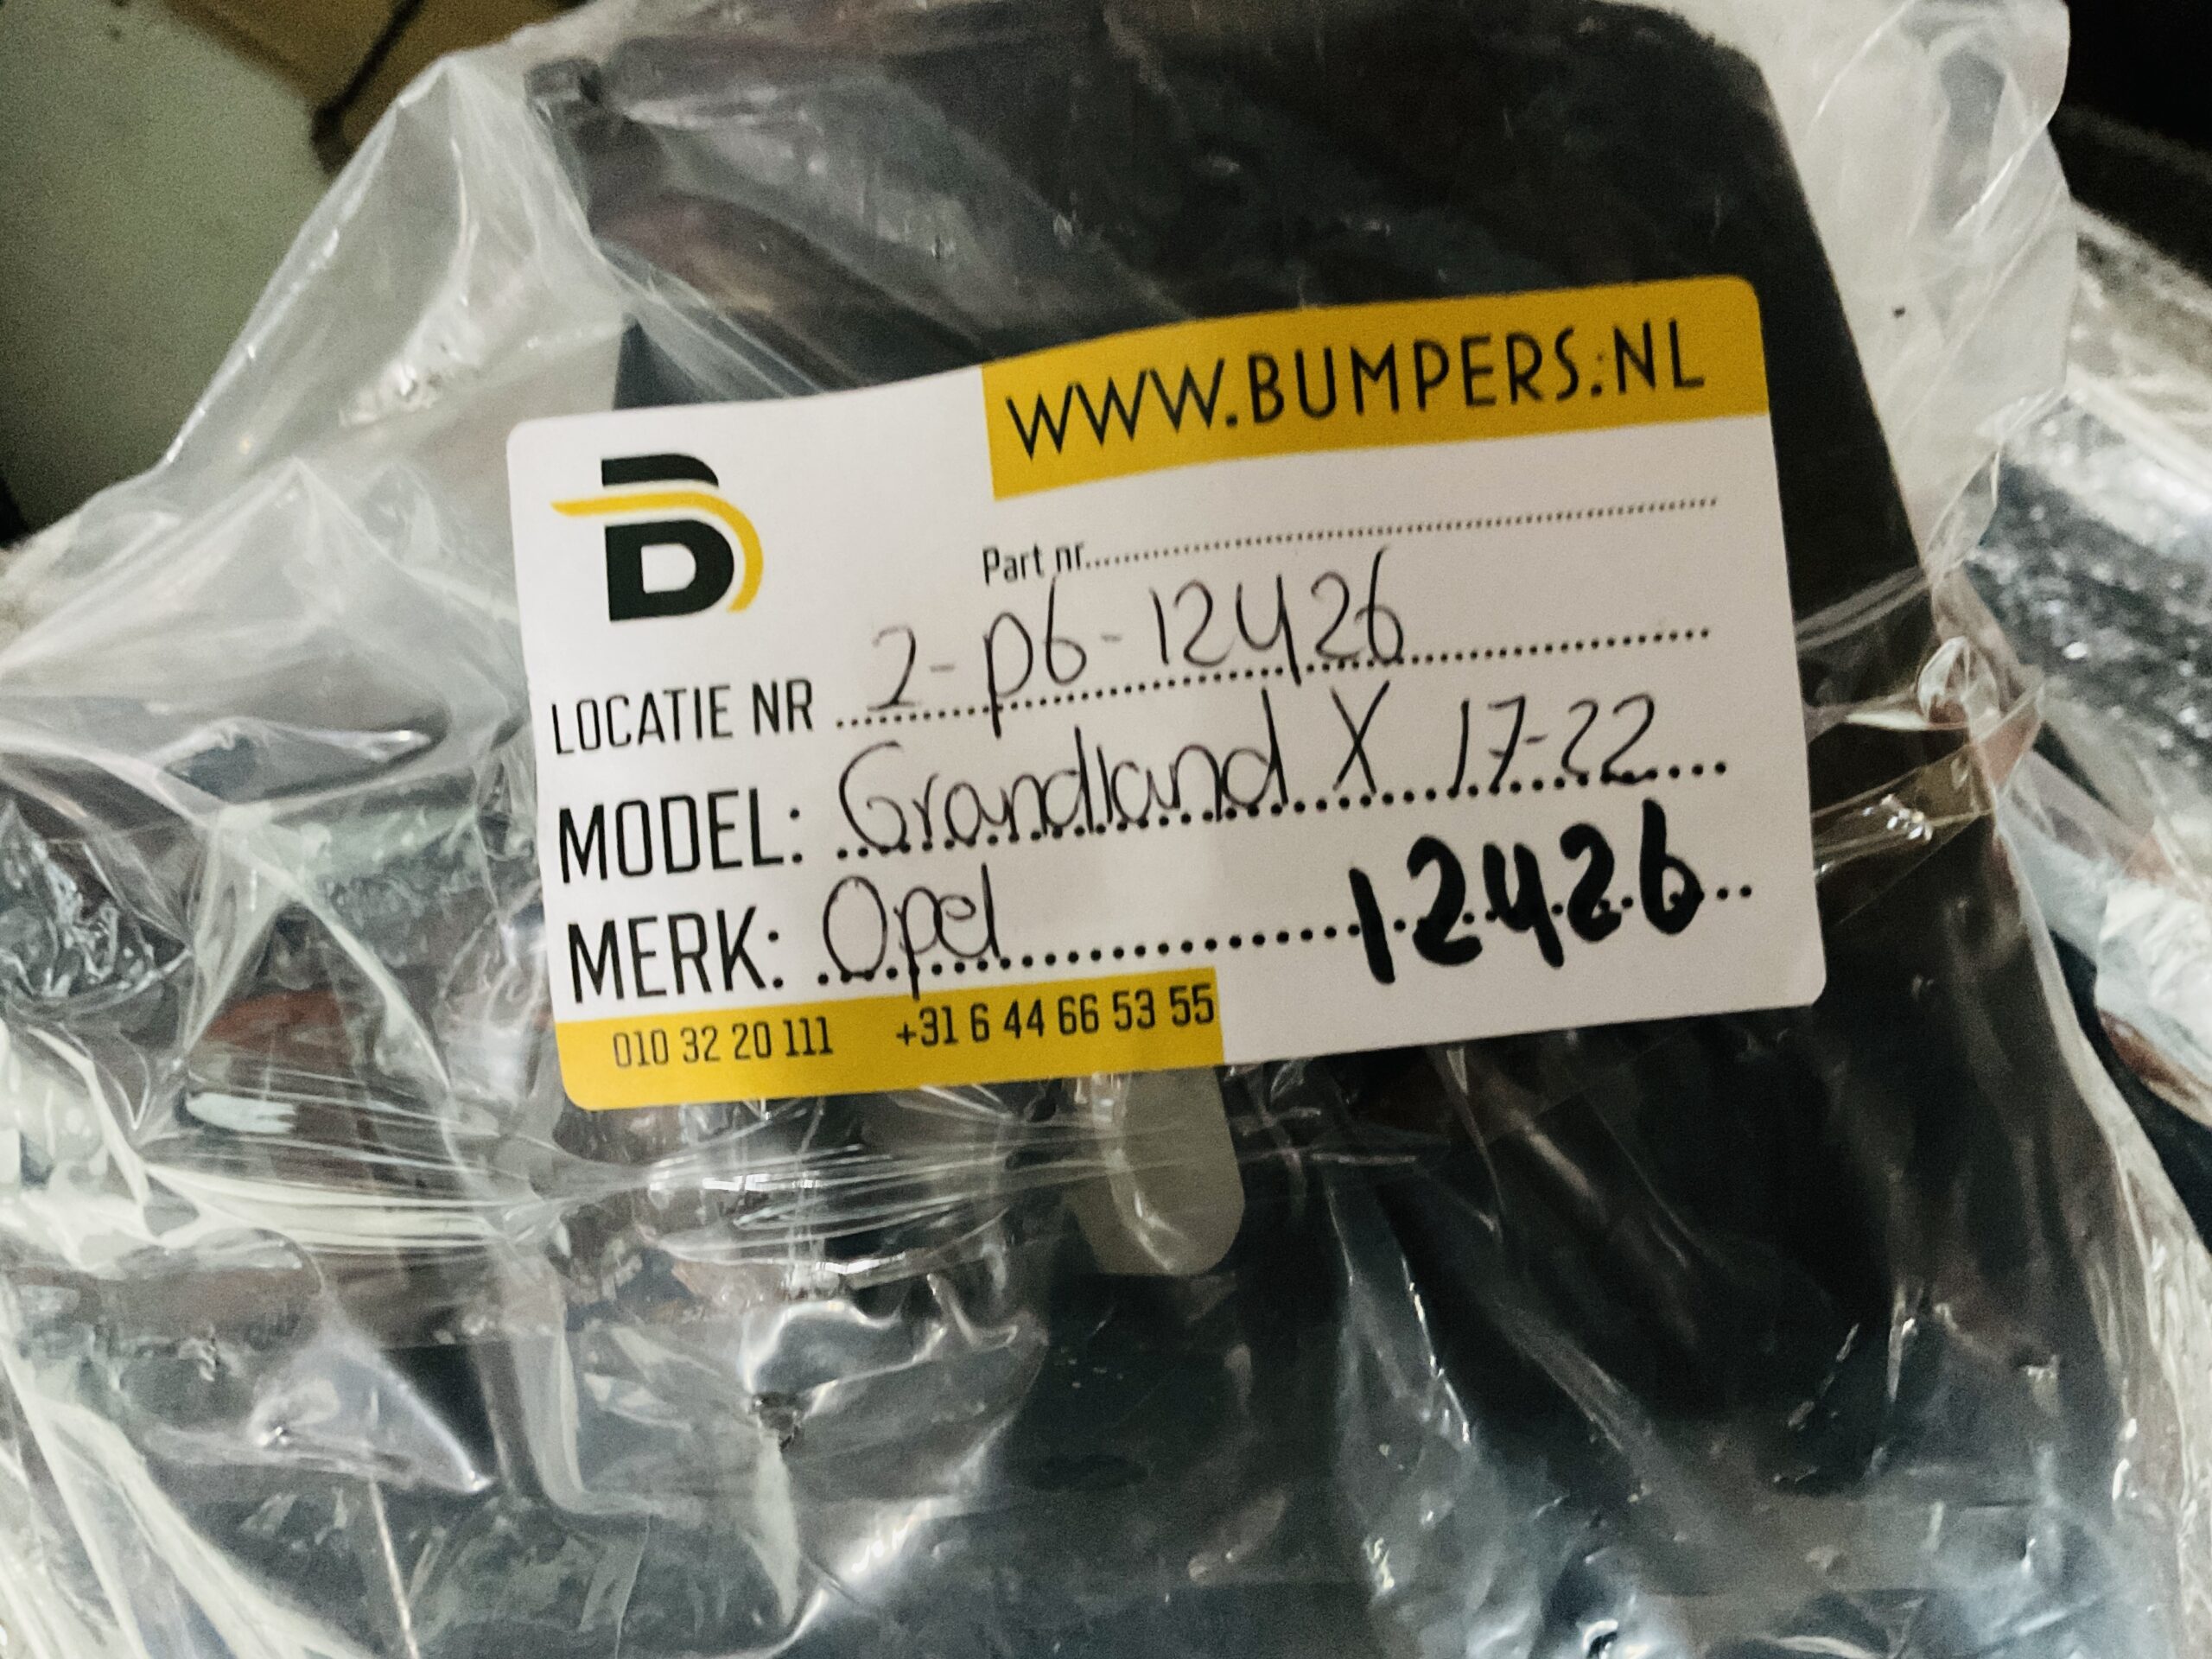 WWW.BUMPERS.NL
B
Part nr.
LOCATIE NR 2-p6-12426
MODEL: Grandland X 17-22
MERK: Opel 12426
010 32 20 111 +31 6 44 66 53 55